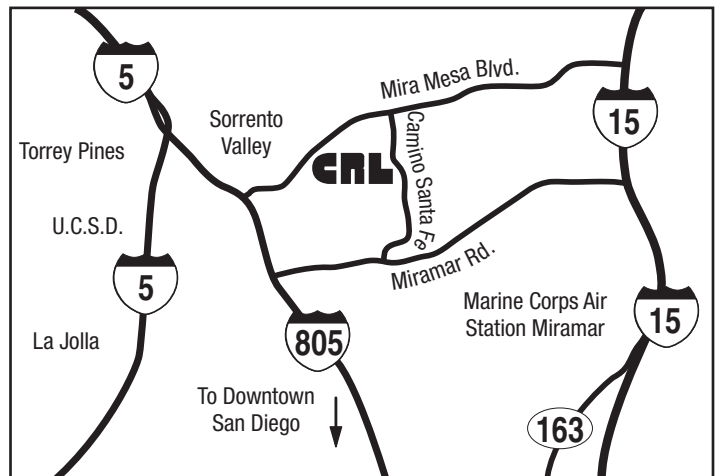 5
Mira Mesa Blvd.
15
Sorrento
Valley
Torrey Pines
CRL
Camino Santa Fe
U.C.S.D.
Miramar Rd.
5
Marine Corps Air
Station Miramar
15
La Jolla
805
To Downtown
San Diego
163